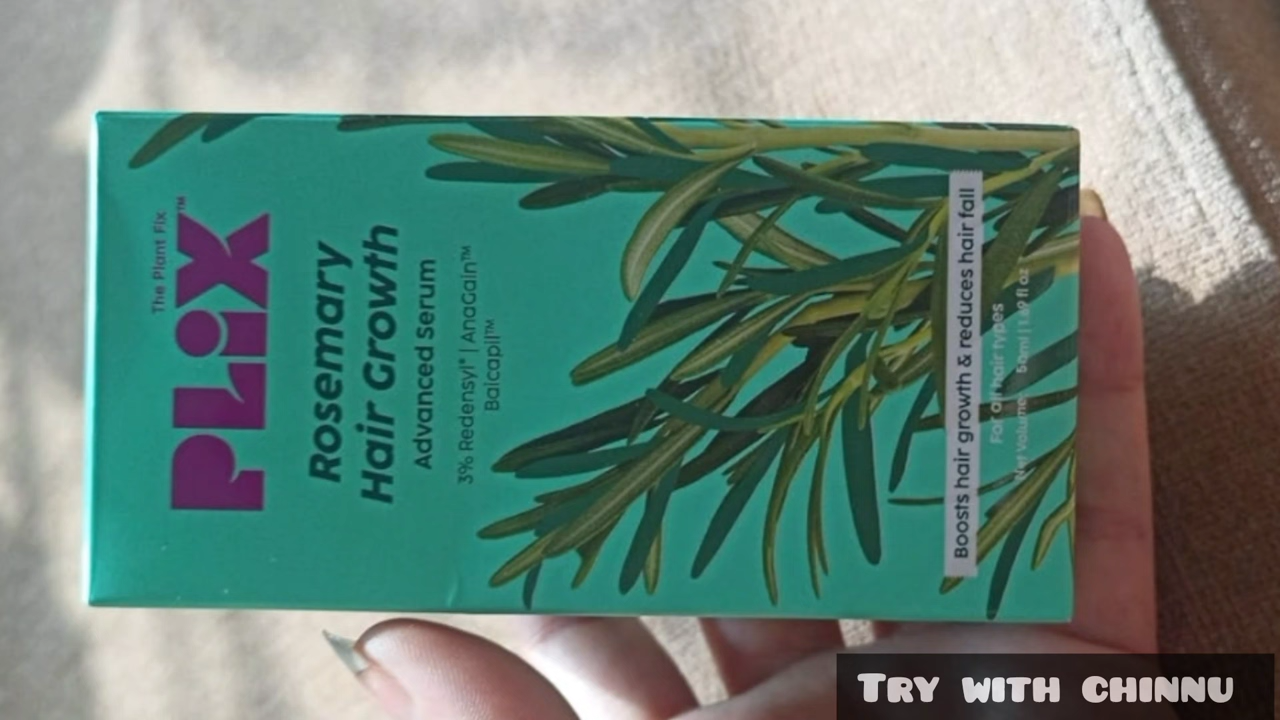 The Plant Fix
PLiX™
Rosemary
Hair Growth
Advanced Serum
3% Redensyl® | AnaGain™
Baicapil™
Boosts hair growth & reduces hair fall
For all hair types
Net Volume 50ml | 1.69 fl oz
TRY WITH CHINNU